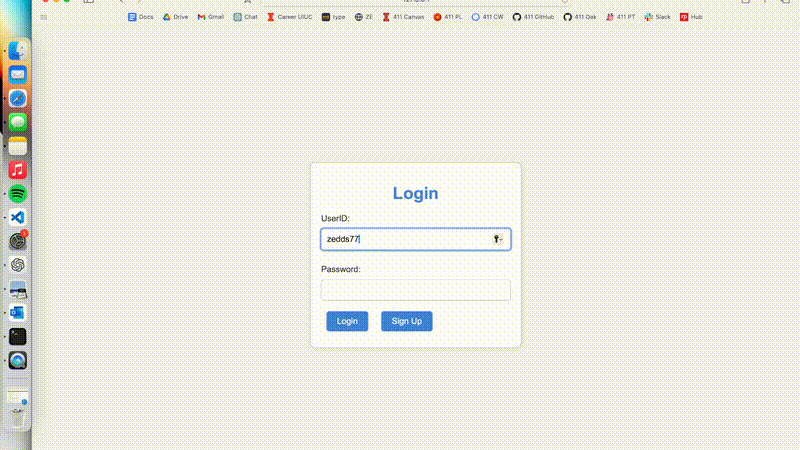 Docs Drive Gmail Chat Career UIUC type ZE 411 Canvas 411 PL 411 CW 411 GitHub 411 Oak 411 PT Slack Hub
Login
UserID:
zedds77
Password:
Login Sign Up